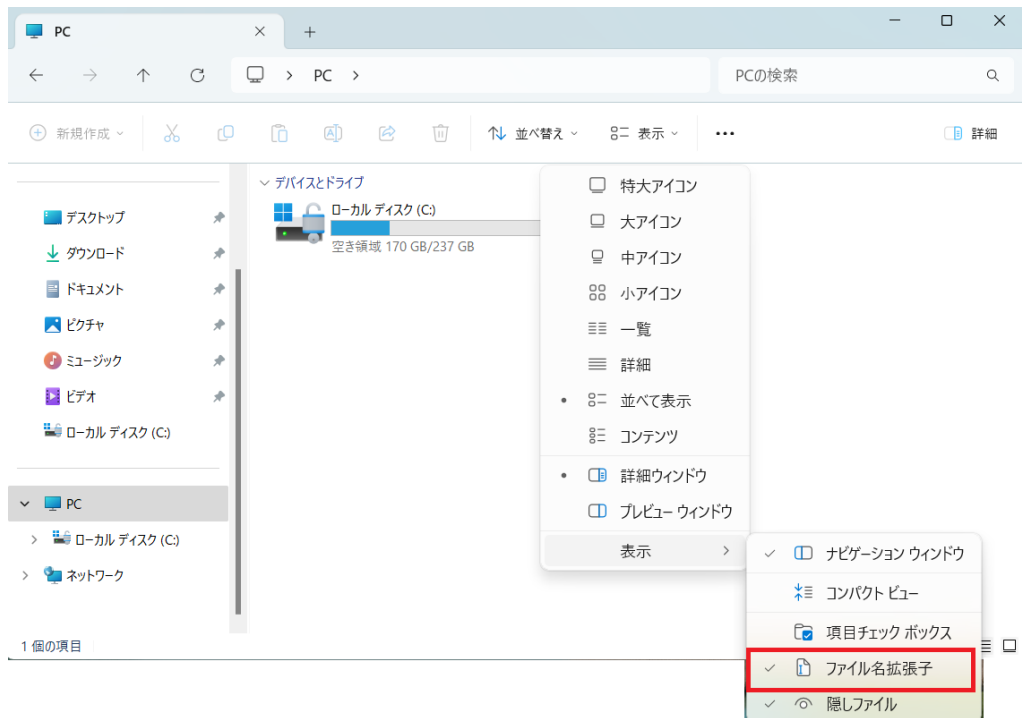 PC
PC
PCの検索
新規作成
並べ替え
表示
詳細
デスクトップ
ダウンロード
ドキュメント
ピクチャ
ミュージック
ビデオ
ローカル ディスク (C:)
PC
ローカル ディスク (C:)
ネットワーク
デバイスとドライブ
ローカル ディスク (C:)
空き領域 170 GB/237 GB
特大アイコン
大アイコン
中アイコン
小アイコン
一覧
詳細
並べて表示
コンテンツ
詳細ウィンドウ
プレビュー ウィンドウ
表示
ナビゲーション ウィンドウ
コンパクト ビュー
項目チェック ボックス
ファイル名拡張子
隠しファイル
1 個の項目